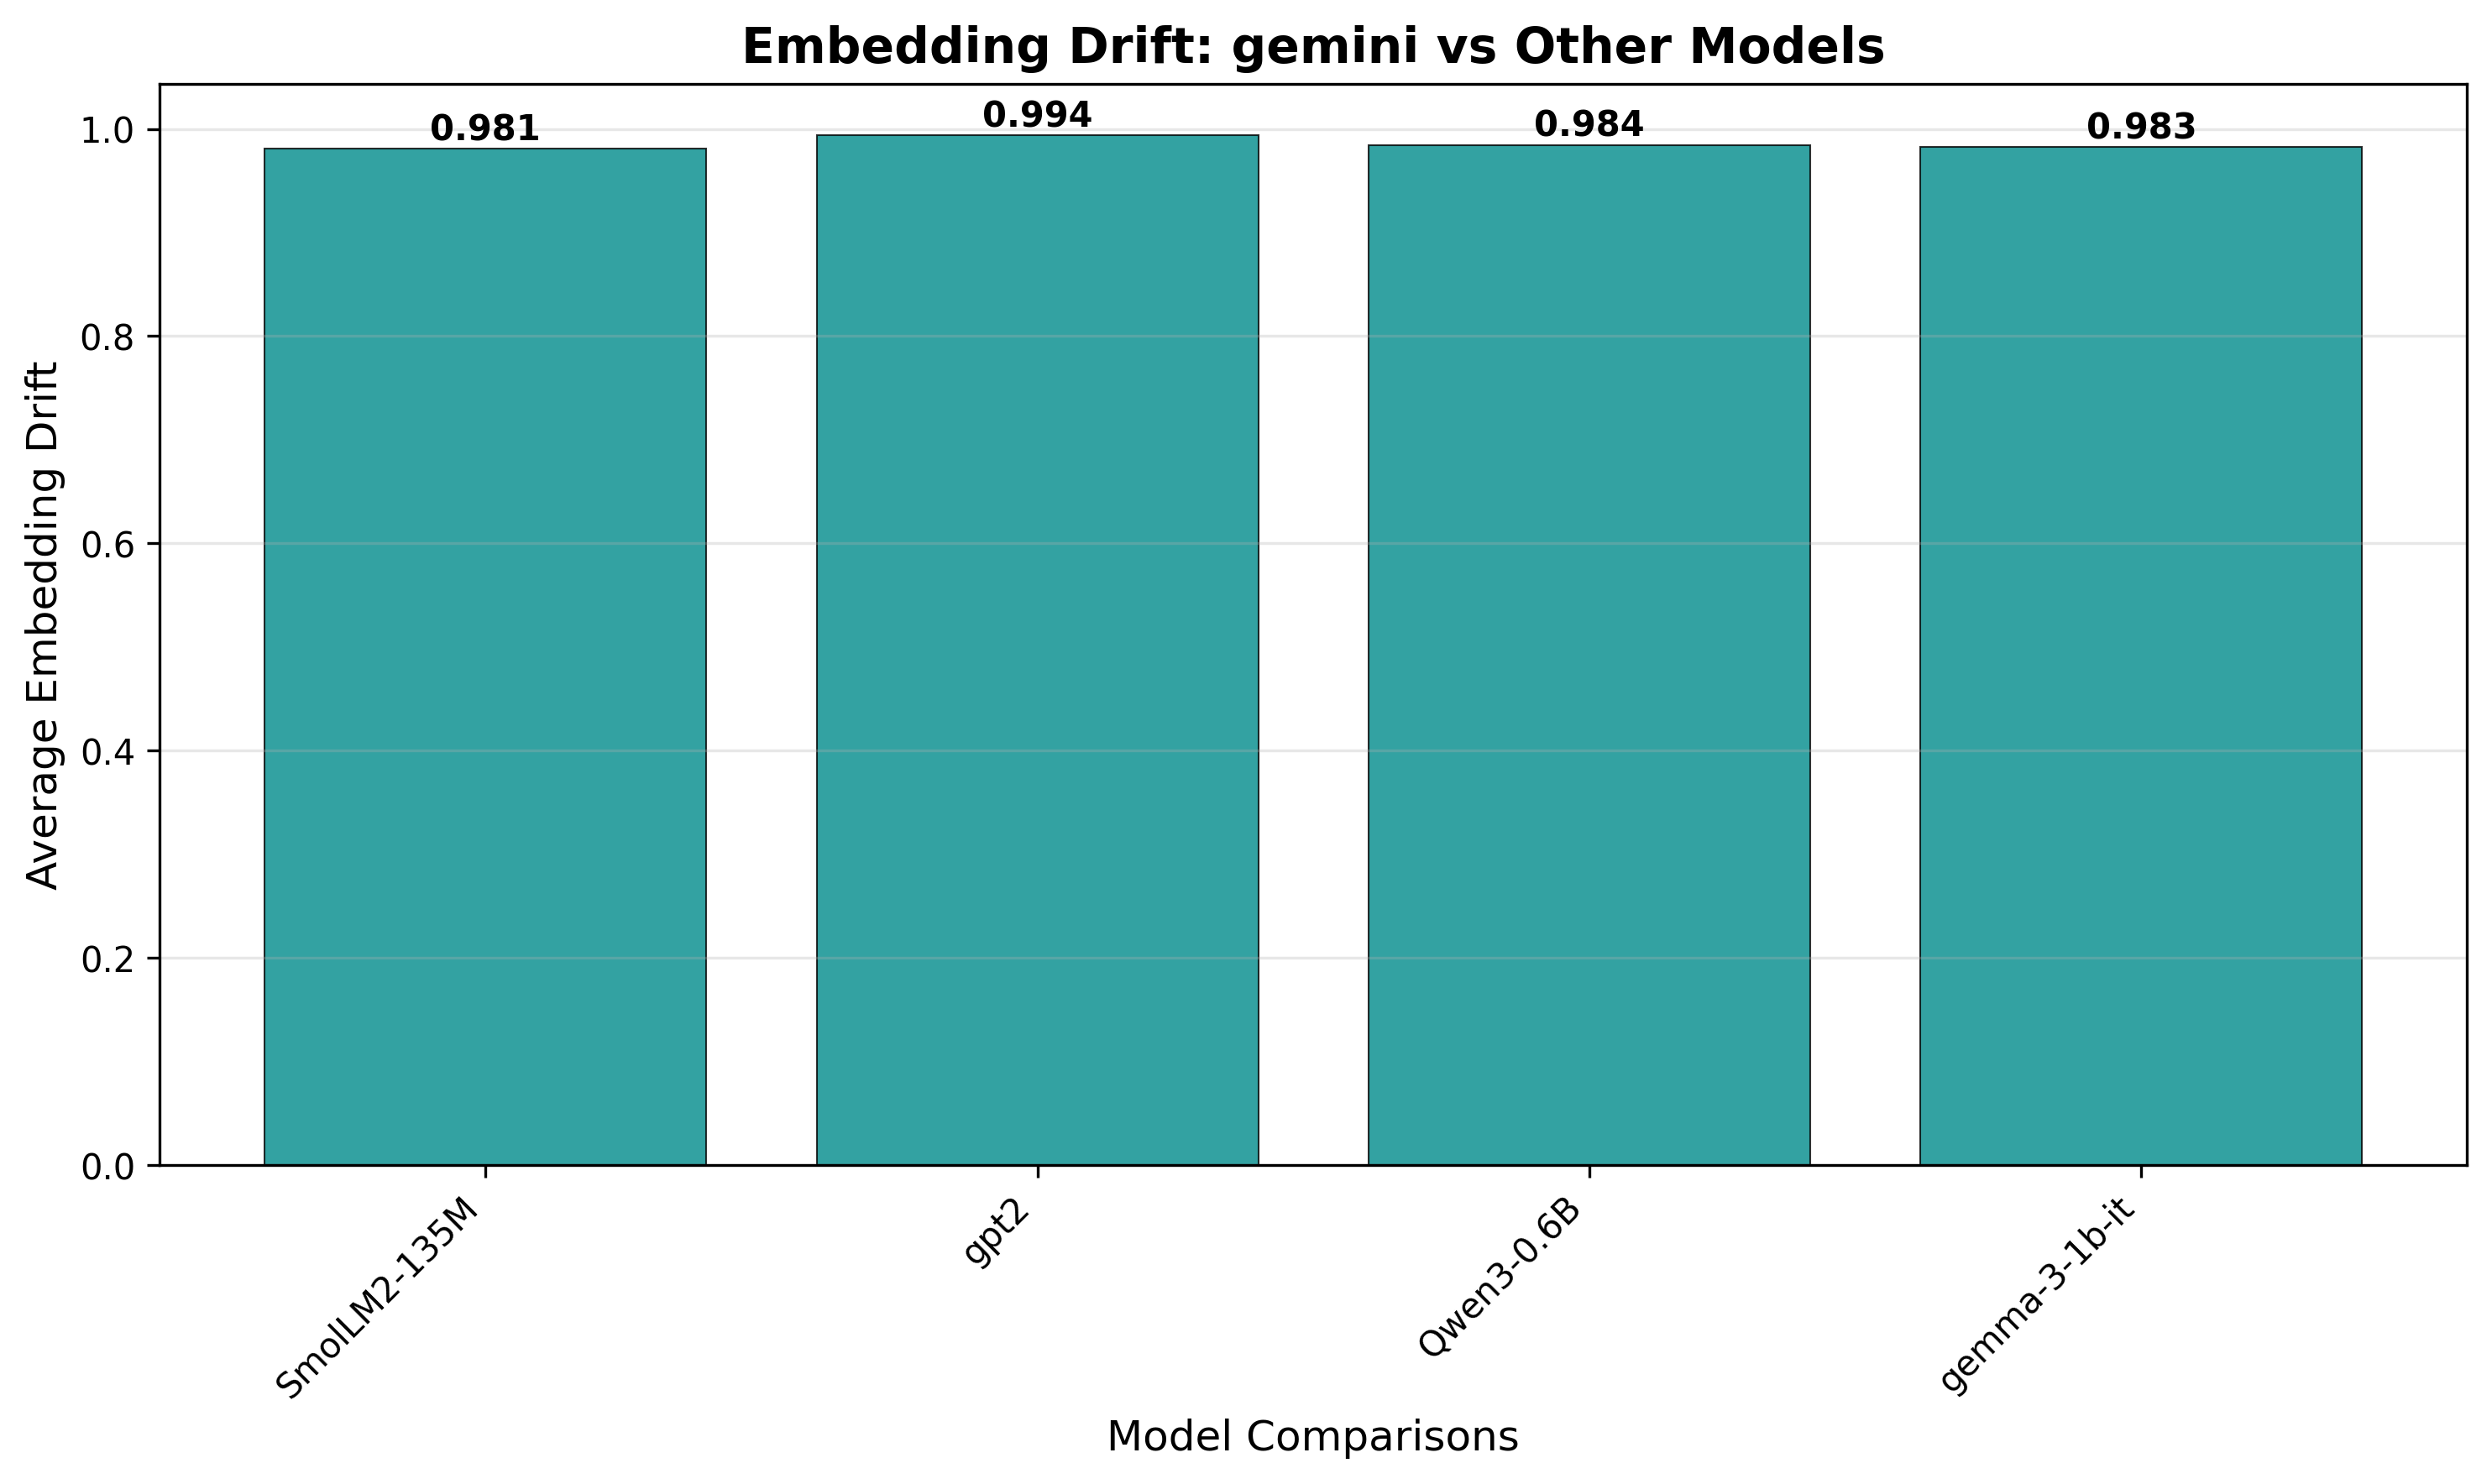 Embedding Drift: gemini vs Other Models
Average Embedding Drift
1.0
0.8
0.6
0.4
0.2
0.0
0.981
0.994
0.984
0.983
SmolLM2-135M
gpt2
Qwen3-0.6B
gemma-3-1b-it
Model Comparisons